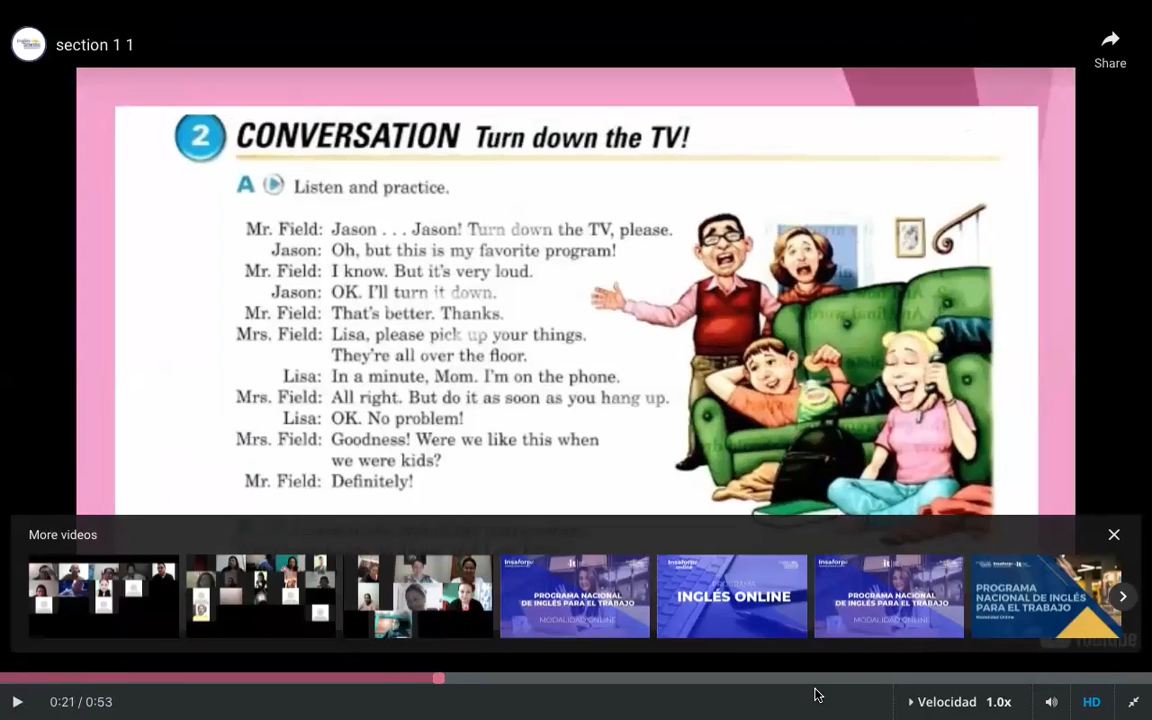 section 1 1
Share
2 CONVERSATION Turn down the TV!
A Listen and practice.
Mr. Field: Jason . . . Jason! Turn down the TV, please.
Jason: Oh, but this is my favorite program!
Mr. Field: I know. But it's very loud.
Jason: OK. I'll turn it down.
Mr. Field: That's better. Thanks.
Mrs. Field: Lisa, please pick up your things.
They're all over the floor.
Lisa: In a minute, Mom. I'm on the phone.
Mrs. Field: All right. But do it as soon as you hang up.
Lisa: OK. No problem!
Mrs. Field: Goodness! Were we like this when
we were kids?
Mr. Field: Definitely!
More videos
PROGRAMA NACIONAL
DE INGLÉS PARA EL TRABAJO
MODALIDAD ONLINE
PROGRAMA
INGLÉS ONLINE
PROGRAMA NACIONAL
DE INGLÉS PARA EL TRABAJO
MODALIDAD ONLINE
PROGRAMA
NACIONAL DE INGLÉS
PARA EL TRABAJO
YouTube
0:21 / 0:53
Velocidad 1.0x
HD